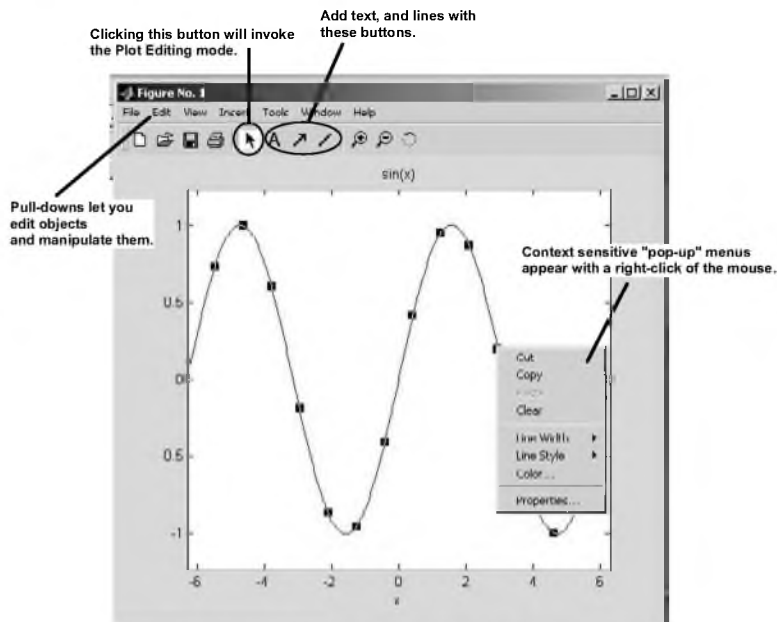 Add text, and lines with
these buttons.
Clicking this button will invoke
the Plot Editing mode.
Figure No. 1
File Edit View Insert Tools Window Help
A
sin(x)
Pull-downs let you
edit objects
and manipulate them.
Context sensitive "pop-up" menus
appear with a right-click of the mouse.
1
0.5
0
0.5
-1
Cut
Copy
Clear
Line Width
Line Style
Color...
Properties...
-6 -4 -2 0 2 4 6
x